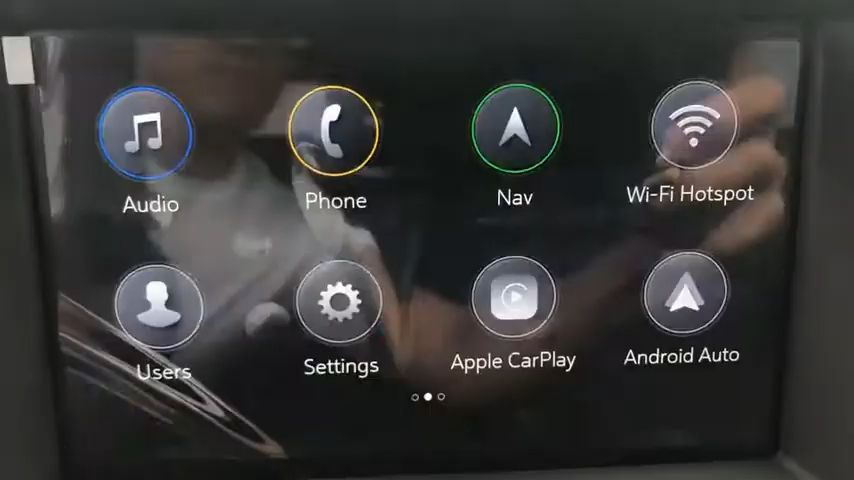 Audio
Phone
Nav
Wi-Fi Hotspot
Users
Settings
Apple CarPlay
Android Auto